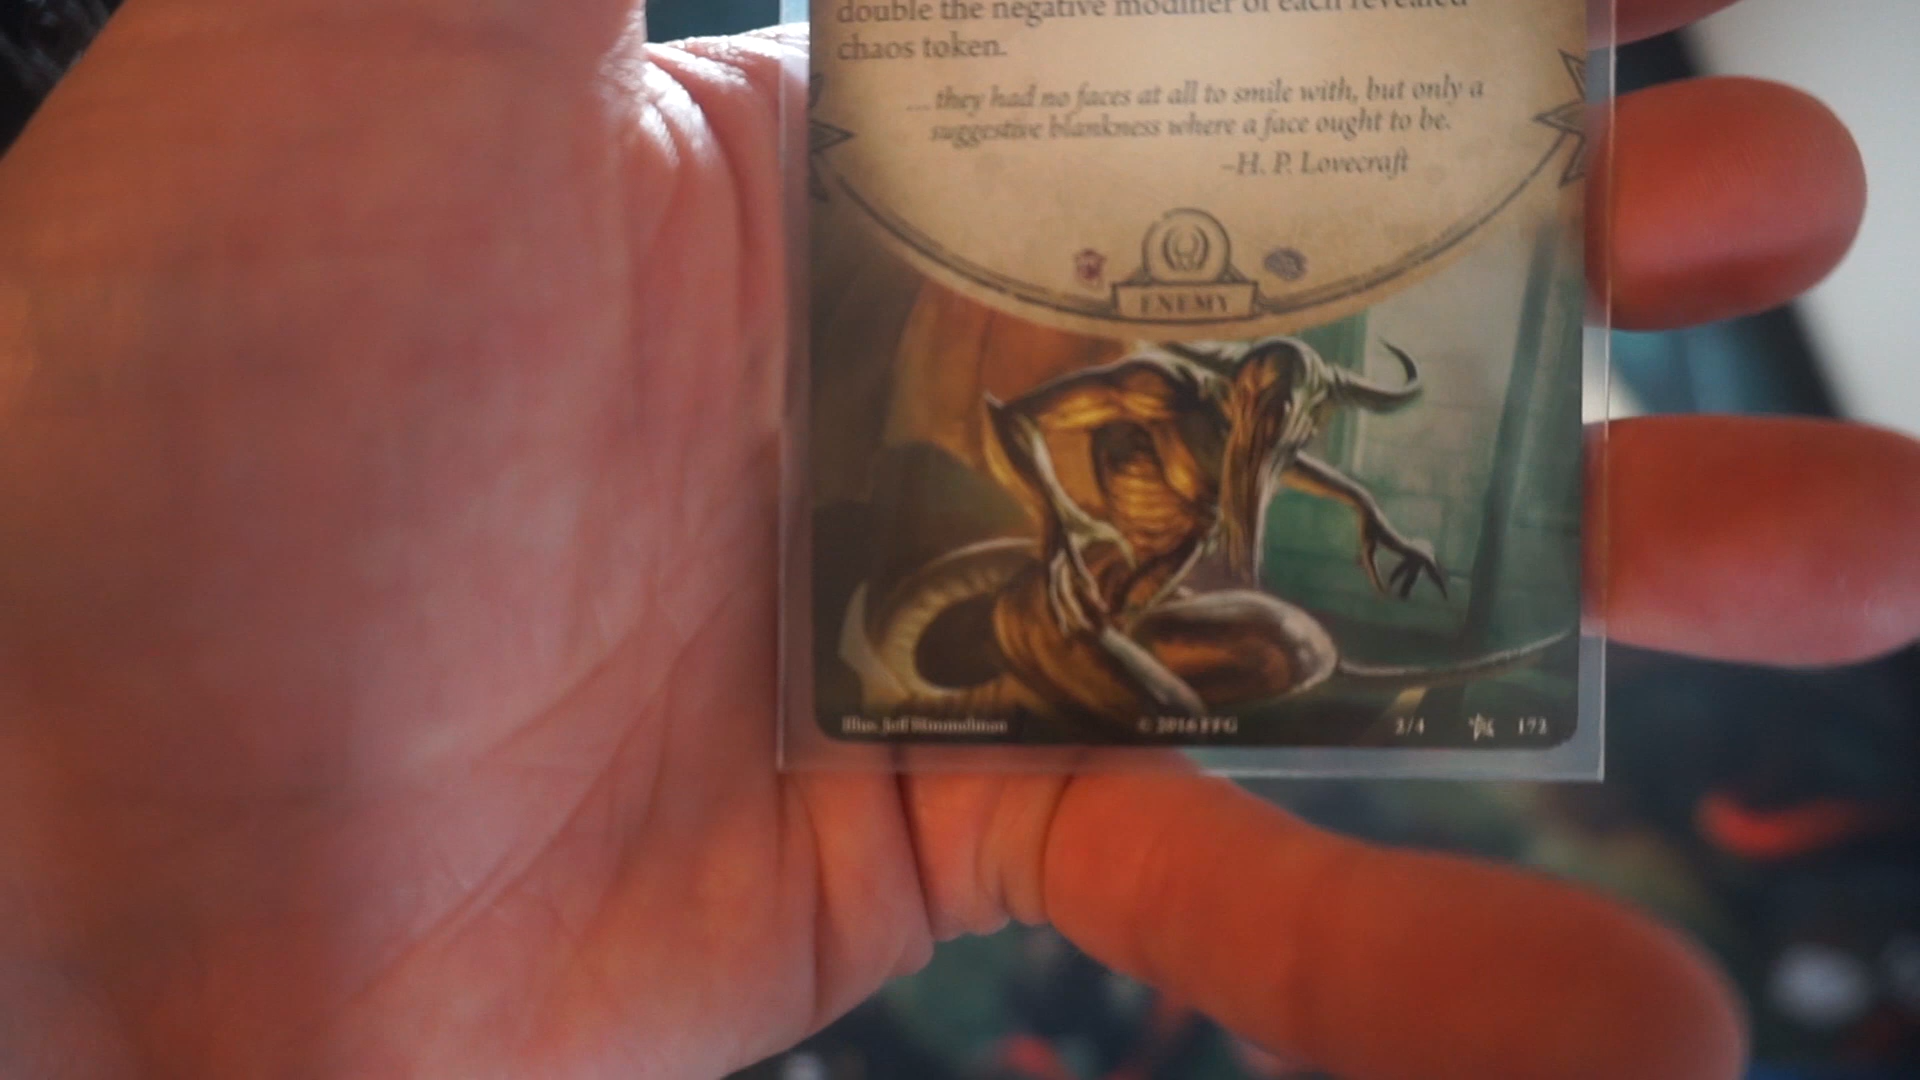 double the negative modifier of each revealed
chaos token.
...they had no faces at all to smile with, but only a
suggestive blankness where a face ought to be.
–H. P. Lovecraft
ENEMY
Illus. Jeff Himmelman
© 2016 FFG
2/4
172